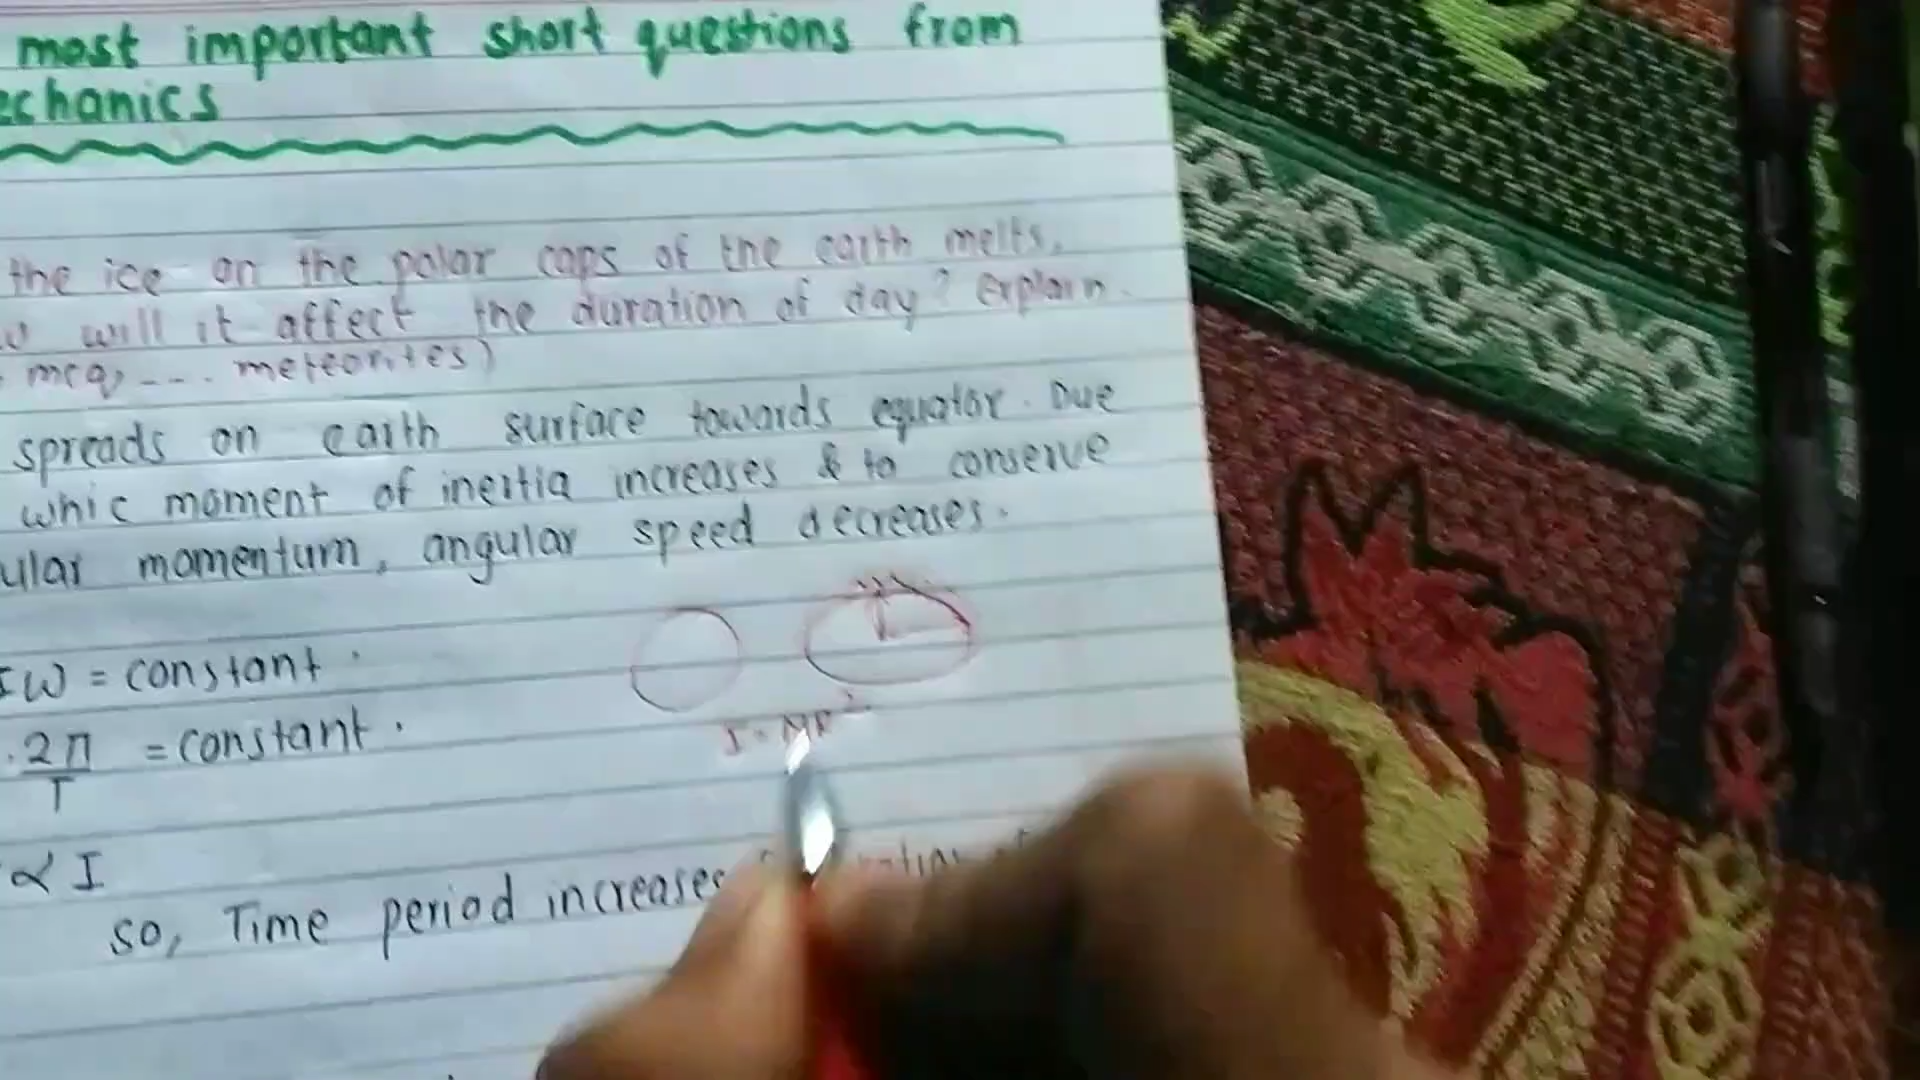 most important short questions from
echanics
the ice on the polar caps of the earth melts,
w will it affect the duration of day? Explain.
mcq, --- meteorites)
spreads on earth surface towards equator. Due
whic moment of inertia increases & to conserve
ular momentum, angular speed decreases.
Iω = constant.
. 2π/T = constant.
I = MR²
∝ I
so, Time period increases